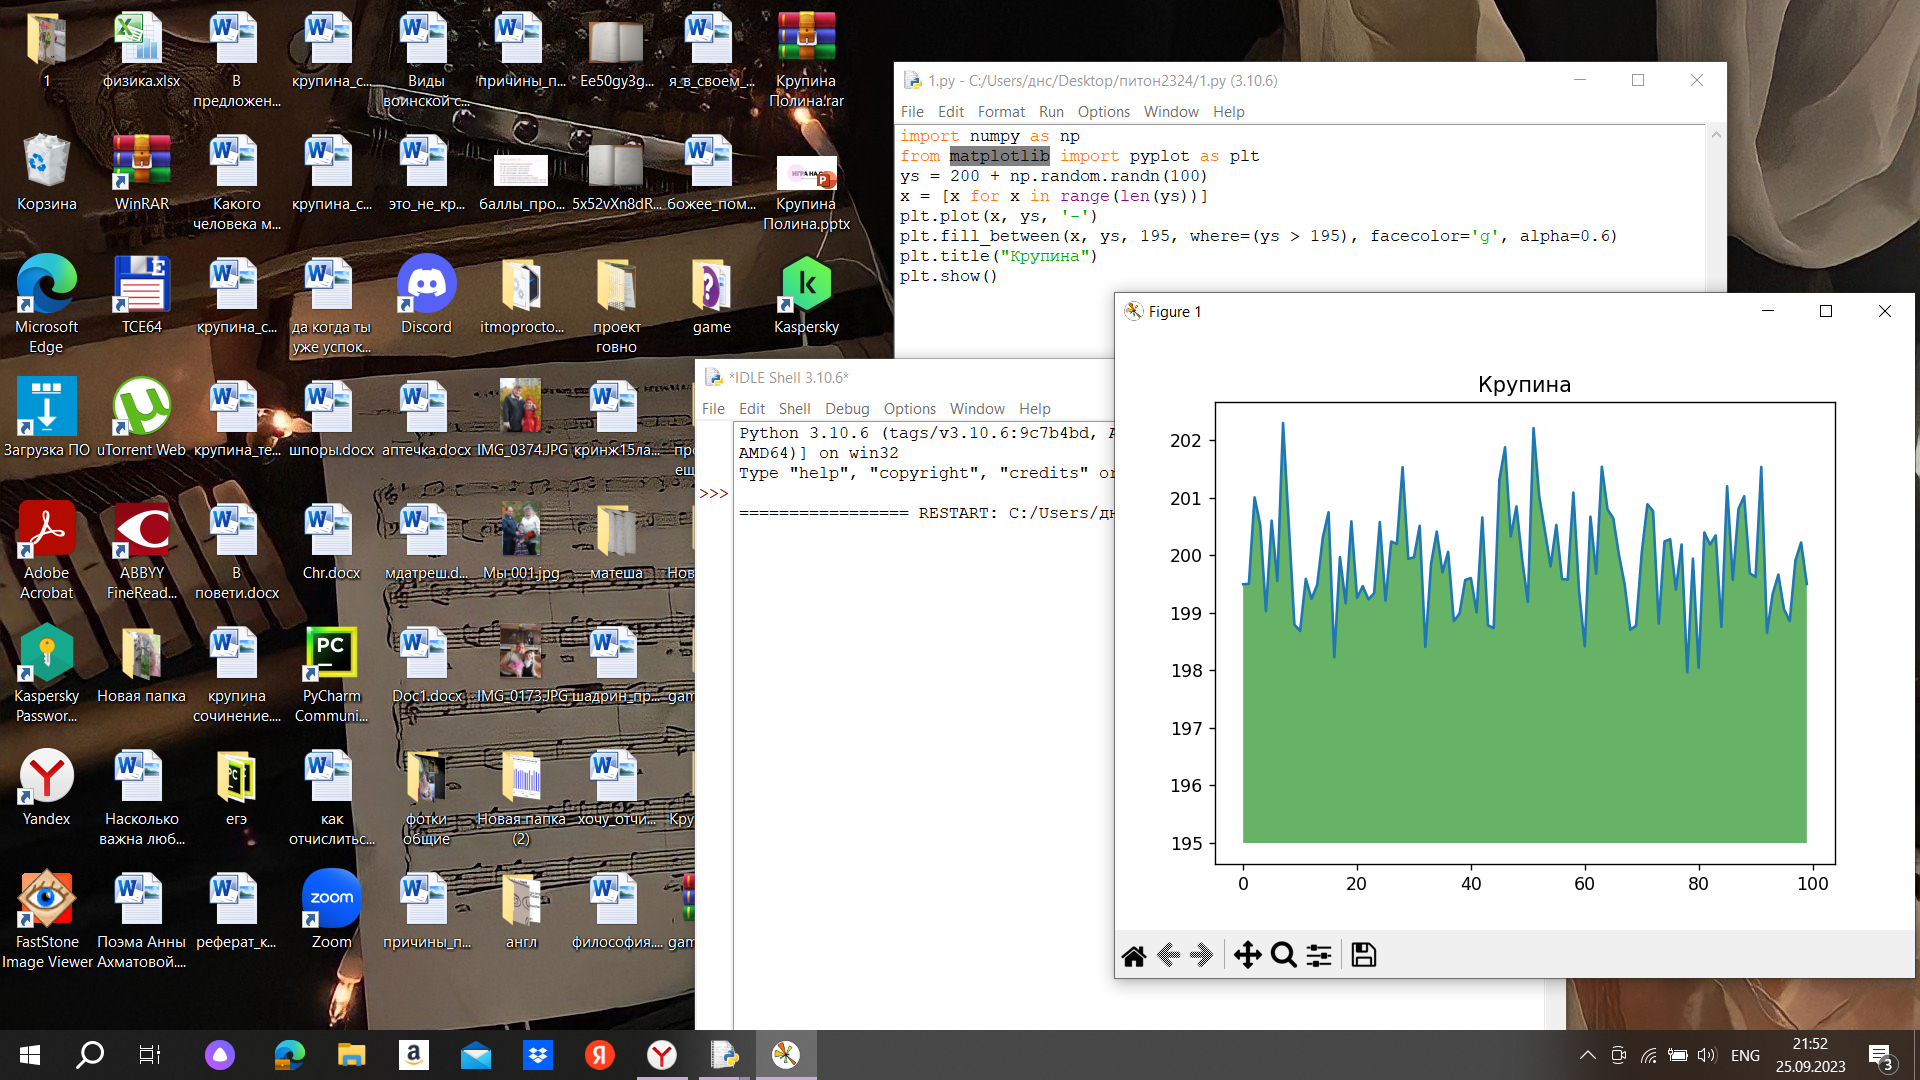 1
физика.xlsx
В предложен...
крупина_с...
Виды воинской с...
причины_п...
Ee50gy3g...
я_в_своем_...
Крупина Полина.rar
Корзина
WinRAR
Какого человека м...
крупина_с...
это_не_кр...
баллы_про...
5x52vXn8dR...
божее_пом...
Крупина Полина.pptx
Microsoft Edge
TCE64
крупина_с...
да когда ты уже успок...
Discord
itmoprocto...
проект говно
game
Kaspersky
Загрузка ПО
uTorrent Web
крупина_те...
шпоры.docx
аптечка.docx
IMG_0374.JPG
кринж15ла...
Adobe Acrobat
ABBYY FineRead...
В повети.docx
Chr.docx
мдатреш.d...
Мы-001.jpg
матеша
Нов
Kaspersky Passwor...
Новая папка
крупина сочинение....
PyCharm Communi...
Doc1.docx
IMG_0173.JPG
шадрин_пр...
gam
Yandex
Насколько важна люб...
егэ
как отчислитьс...
фотки общие
Новая папка (2)
хочу_отчи...
Кру
FastStone Image Viewer
Поэма Анны Ахматовой....
реферат_к...
Zoom
причины_п...
англ
философия....
gam
1.py - C:/Users/днс/Desktop/питон2324/1.py (3.10.6)
File Edit Format Run Options Window Help
import numpy as np
from matplotlib import pyplot as plt
ys = 200 + np.random.randn(100)
x = [x for x in range(len(ys))]
plt.plot(x, ys, '-')
plt.fill_between(x, ys, 195, where=(ys > 195), facecolor='g', alpha=0.6)
plt.title("Крупина")
plt.show()
*IDLE Shell 3.10.6*
File Edit Shell Debug Options Window Help
Python 3.10.6 (tags/v3.10.6:9c7b4bd, A
AMD64)] on win32
Type "help", "copyright", "credits" or
>>>
================= RESTART: C:/Users/дн
Figure 1
Крупина
202
201
200
199
198
197
196
195
0 20 40 60 80 100
ENG
21:52
25.09.2023
3